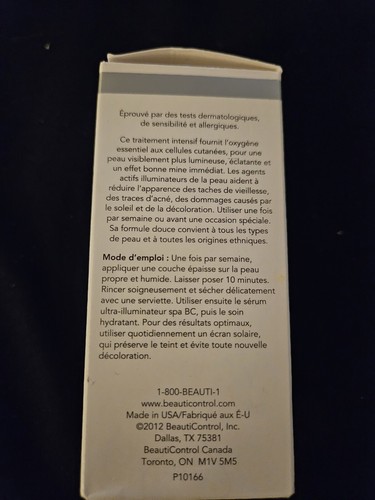 Éprouvé par des tests dermatologiques,
de sensibilité et allergiques.
Ce traitement intensif fournit l'oxygène
essentiel aux cellules cutanées, pour une
peau visiblement plus lumineuse, éclatante et
un effet bonne mine immédiat. Les agents
actifs illuminateurs de la peau aident à
réduire l'apparence des taches de vieillesse,
des traces d'acné, des dommages causés par
le soleil et de la décoloration. Utiliser une fois
par semaine ou avant une occasion spéciale.
Sa formule douce convient à tous les types
de peau et à toutes les origines ethniques.
Mode d'emploi : Une fois par semaine,
appliquer une couche épaisse sur la peau
propre et humide. Laisser poser 10 minutes.
Rincer soigneusement et sécher délicatement
avec une serviette. Utiliser ensuite le sérum
ultra-illuminateur spa BC, puis le soin
hydratant. Pour des résultats optimaux,
utiliser quotidiennement un écran solaire,
qui préserve le teint et évite toute nouvelle
décoloration.
1-800-BEAUTI-1
www.beauticontrol.com
Made in USA/Fabriqué aux É-U
©2012 BeautiControl, Inc.
Dallas, TX 75381
BeautiControl Canada
Toronto, ON M1V 5M5
P10166